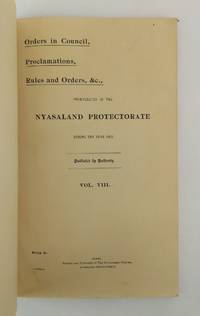 Orders in Council,
Proclamations,
Rules and Orders, &c.,
PROMULGATED IN THE
NYASALAND PROTECTORATE
DURING THE YEAR
Published by Authority.
VOL. VIII.